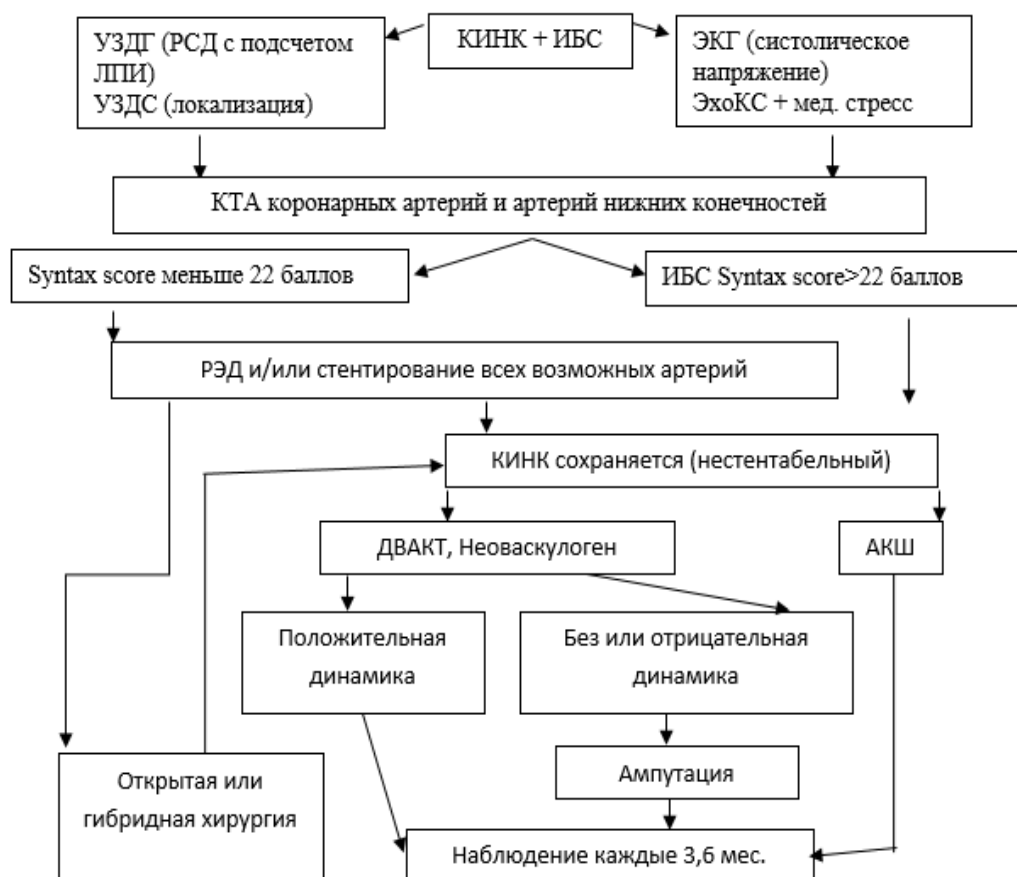 КИНК + ИБС
УЗДГ (РСД с подсчетом
ЛПИ)
УЗДС (локализация)
ЭКГ (систолическое
напряжение)
ЭхоКС + мед. стресс
КТА коронарных артерий и артерий нижних конечностей
Syntax score меньше 22 баллов
ИБС Syntax score>22 баллов
РЭД и/или стентирование всех возможных артерий
КИНК сохраняется (нестентабельный)
ДВАКТ, Неоваскулоген
АКШ
Положительная
динамика
Без или отрицательная
динамика
Ампутация
Открытая или
гибридная хирургия
Наблюдение каждые 3,6 мес.